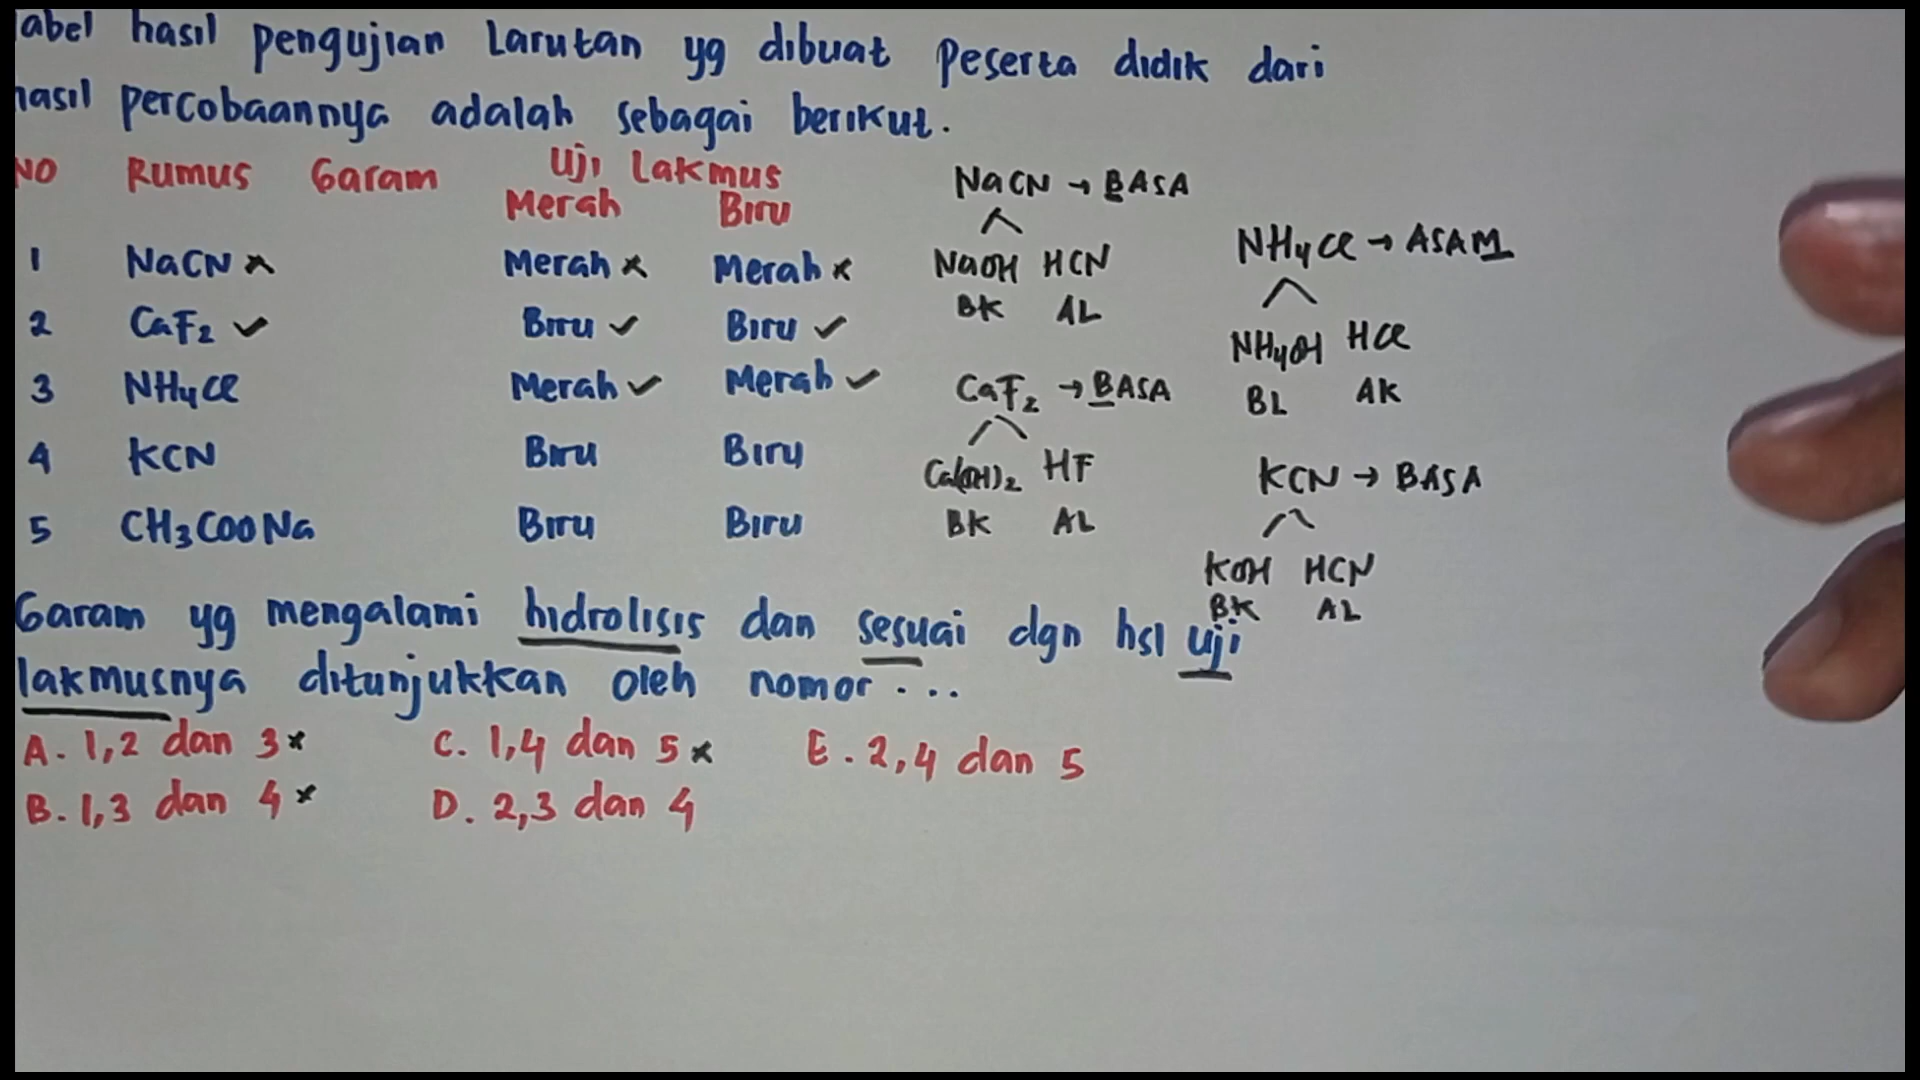 abel hasil pengujian Larutan yg dibuat peserta didik dari
hasil percobaannya adalah sebagai berikut.
NO Rumus Garam Uji Lakmus
Merah Biru
1 NaCN x Merah x Merah x
2 CaF2 ✓ Biru ✓ Biru ✓
3 NH4Cl Merah ✓ Merah ✓
4 KCN Biru Biru
5 CH3COONa Biru Biru
NaCN → BASA
NaOH HCN
BK AL
CaF2 → BASA
Ca(OH)2 HF
BK AL
NH4Cl → ASAM
NH4OH HCl
BL AK
KCN → BASA
KOH HCN
BK AL
Garam yg mengalami hidrolisis dan sesuai dgn hsl uji
lakmusnya ditunjukkan oleh nomor ...
A. 1,2 dan 3 x C. 1,4 dan 5 x E. 2,4 dan 5
B. 1,3 dan 4 x D. 2,3 dan 4